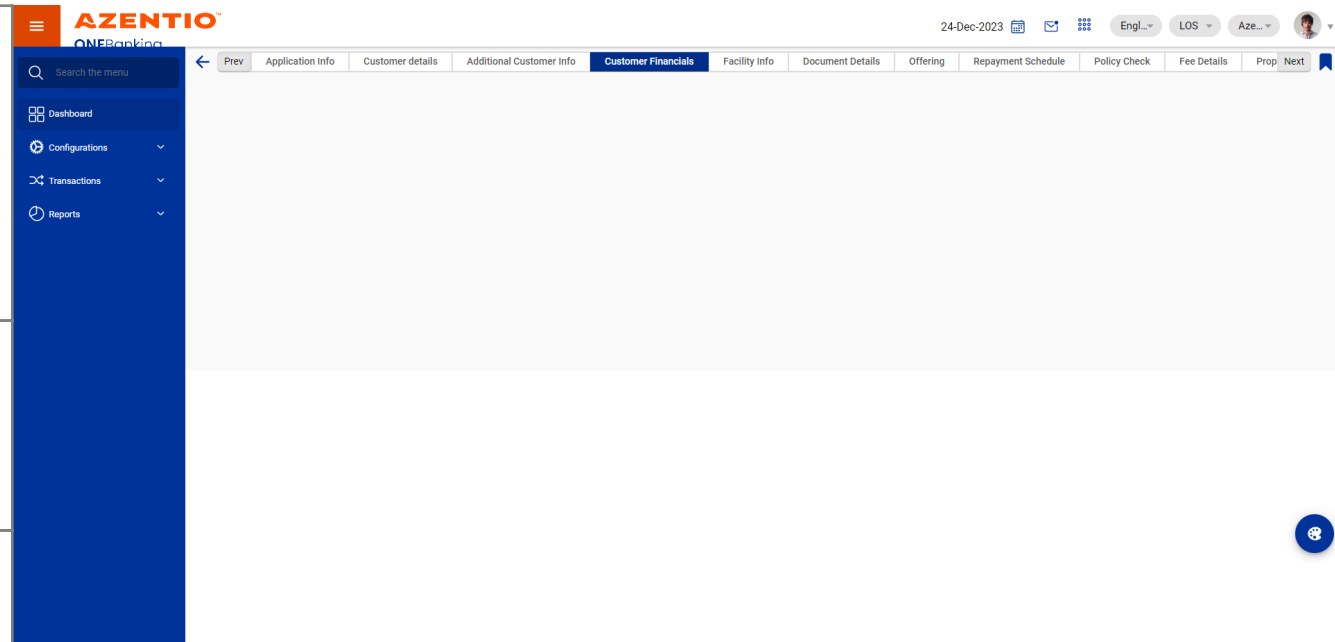 AZENTIO™
ONEBanking
24-Dec-2023
Engl...
LOS
Aze...
Search the menu
Dashboard
Configurations
Transactions
Reports
Prev
Application Info
Customer details
Additional Customer Info
Customer Financials
Facility Info
Document Details
Offering
Repayment Schedule
Policy Check
Fee Details
Prop
Next